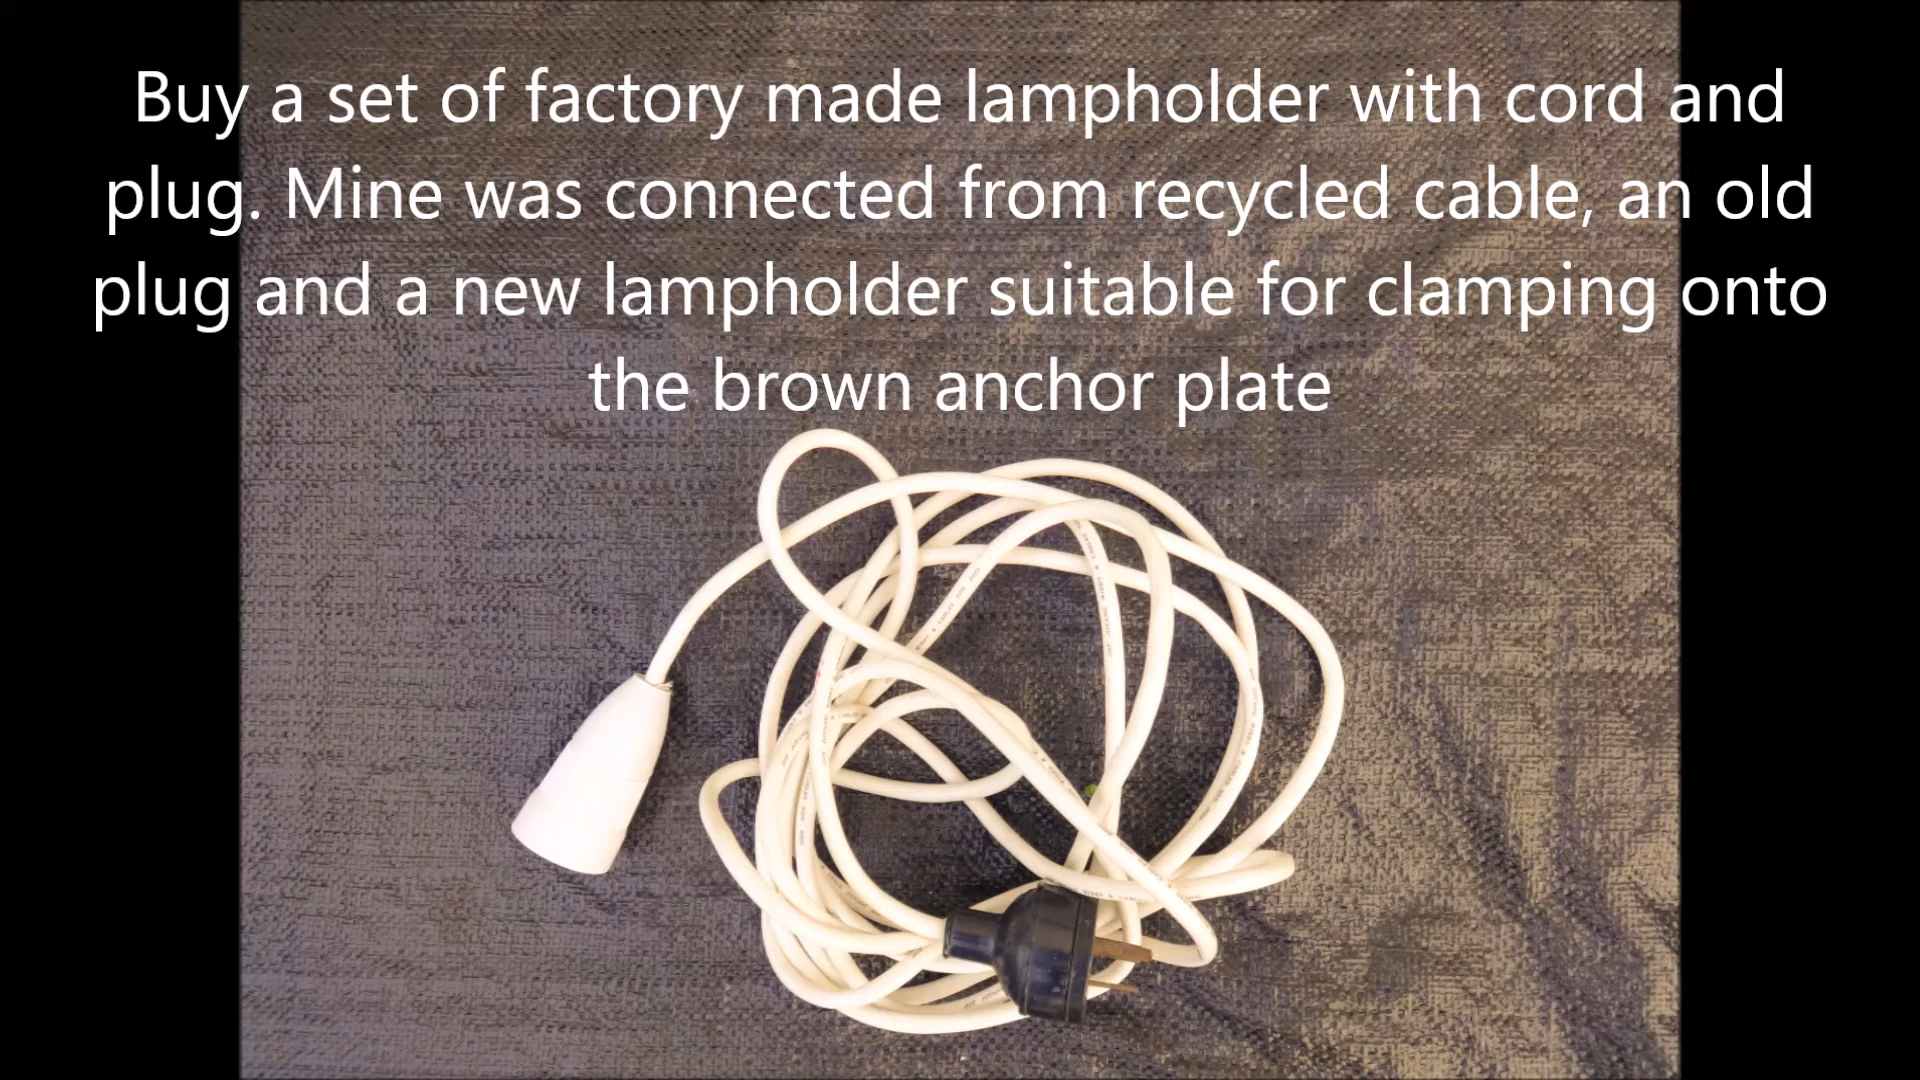 Buy a set of factory made lampholder with cord and
plug. Mine was connected from recycled cable, an old
plug and a new lampholder suitable for clamping onto
the brown anchor plate